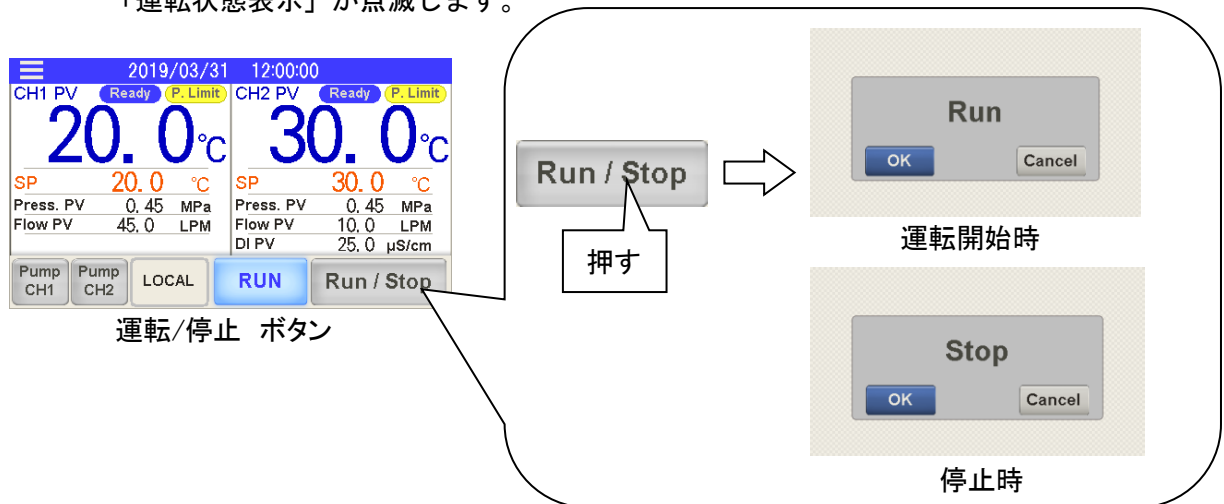 「運転状態表示」が点滅します。
2019/03/31 12:00:00
CH1 PV Ready P. Limit
20.0℃
SP 20.0 ℃
Press. PV 0.45 MPa
Flow PV 45.0 LPM
CH2 PV Ready P. Limit
30.0℃
SP 30.0 ℃
Press. PV 0.45 MPa
Flow PV 10.0 LPM
DI PV 25.0 μS/cm
Pump CH1
Pump CH2
LOCAL
RUN
Run / Stop
運転/停止 ボタン
Run / Stop
押す
Run
OK Cancel
運転開始時
Stop
OK Cancel
停止時